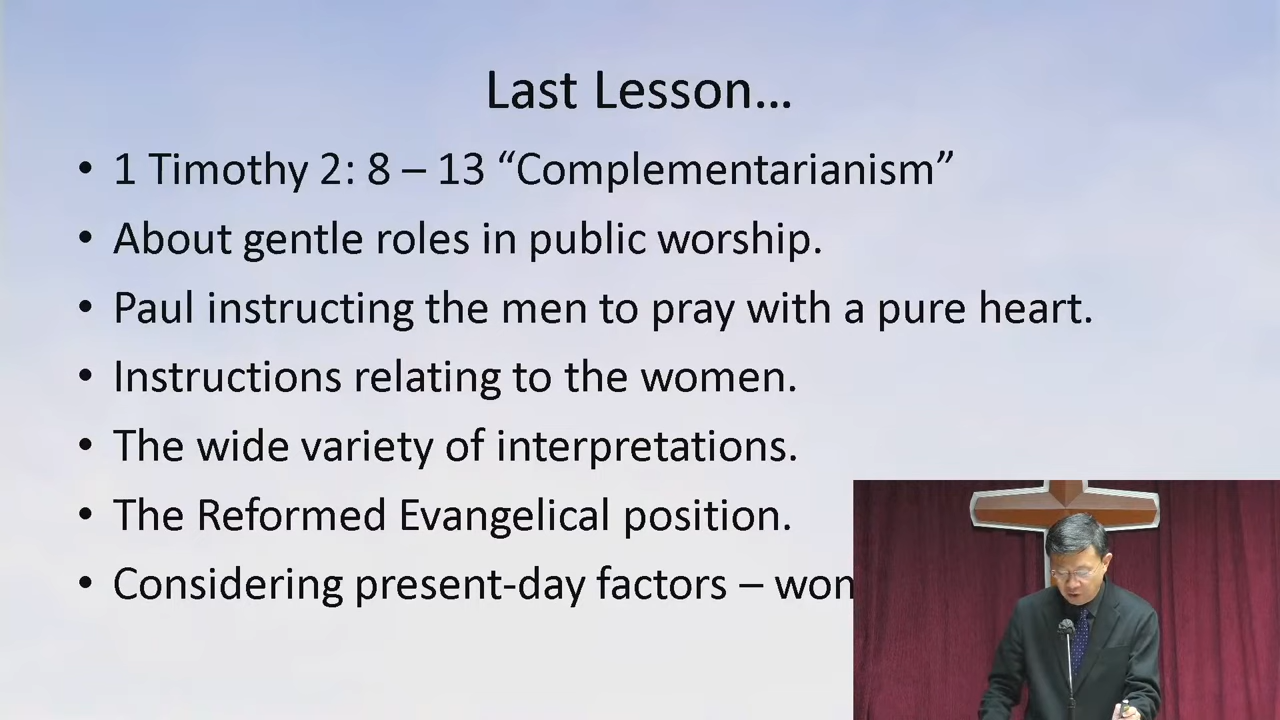 Last Lesson...
• 1 Timothy 2: 8 – 13 “Complementarianism”
• About gentle roles in public worship.
• Paul instructing the men to pray with a pure heart.
• Instructions relating to the women.
• The wide variety of interpretations.
• The Reformed Evangelical position.
• Considering present-day factors –